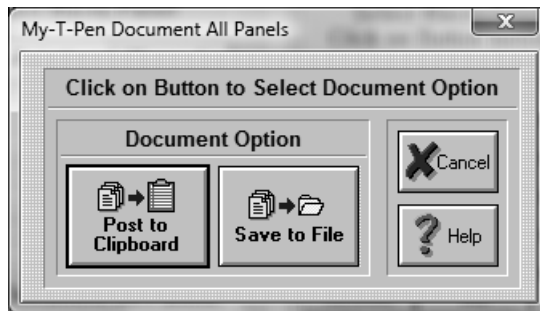 My-T-Pen Document All Panels
Click on Button to Select Document Option
Document Option
Post to
Clipboard
Save to File
Cancel
Help